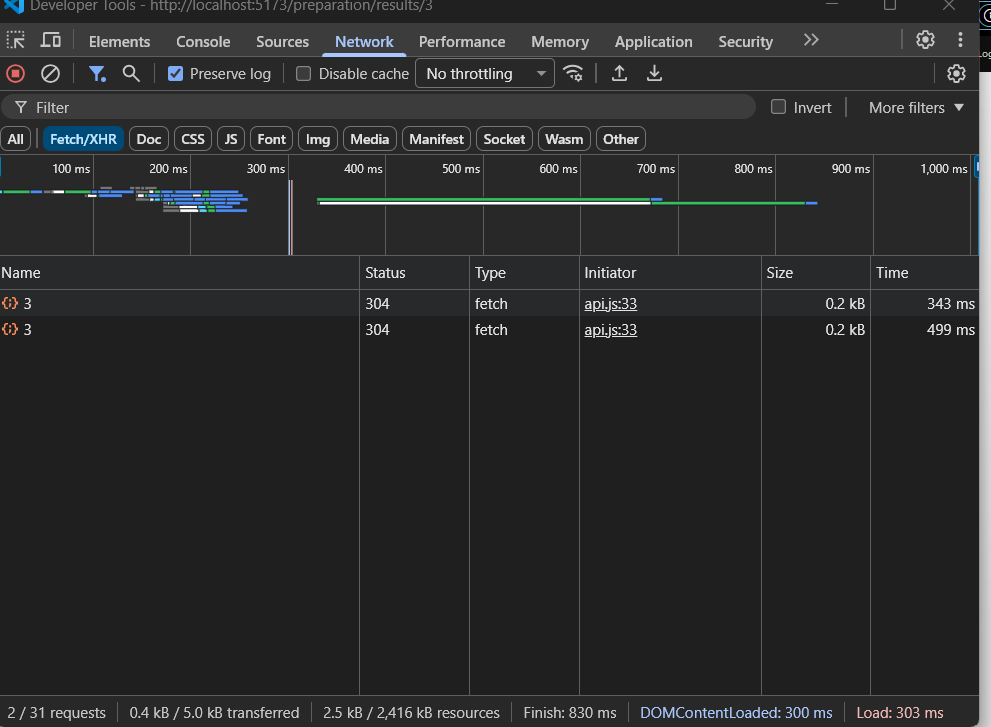 Developer Tools - http://localhost:5173/preparation/results/3
Elements Console Sources Network Performance Memory Application Security
Preserve log Disable cache No throttling
Filter Invert More filters
All Fetch/XHR Doc CSS JS Font Img Media Manifest Socket Wasm Other
100 ms 200 ms 300 ms 400 ms 500 ms 600 ms 700 ms 800 ms 900 ms 1,000 ms
Name Status Type Initiator Size Time
3 304 fetch api.js:33 0.2 kB 343 ms
3 304 fetch api.js:33 0.2 kB 499 ms
2 / 31 requests 0.4 kB / 5.0 kB transferred 2.5 kB / 2,416 kB resources Finish: 830 ms DOMContentLoaded: 300 ms Load: 303 ms